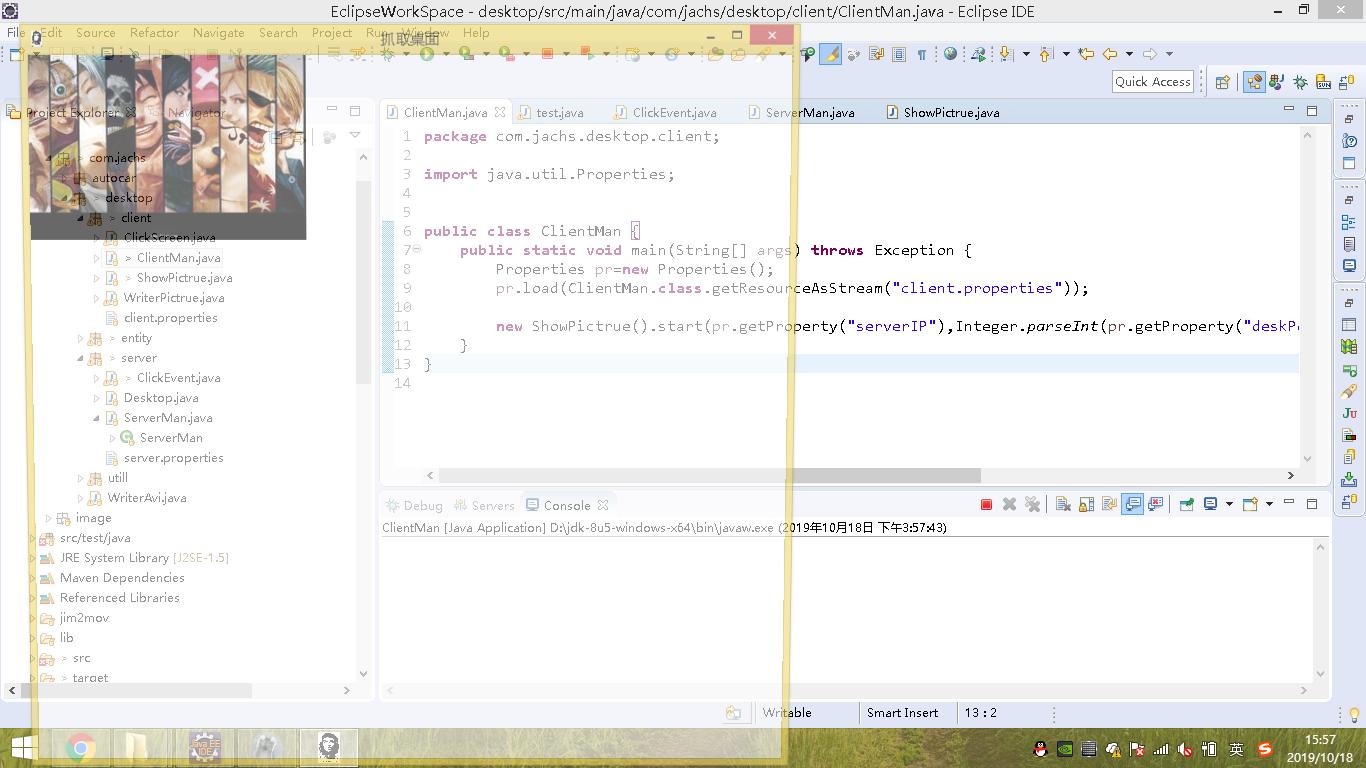 EclipseWorkSpace - desktop/src/main/java/com/jachs/desktop/client/ClientMan.java - Eclipse IDE
File Edit Source Refactor Navigate Search Project Run Window Help
抓取桌面
Quick Access
Project Explorer Navigator
com.jachs
autocar
> desktop
> client
ClickScreen.java
> ClientMan.java
> ShowPictrue.java
WriterPictrue.java
client.properties
> entity
> server
> ClickEvent.java
Desktop.java
ServerMan.java
ServerMan
server.properties
utill
WriterAvi.java
image
src/test/java
JRE System Library [J2SE-1.5]
Maven Dependencies
Referenced Libraries
jim2mov
lib
> src
> target
ClientMan.java test.java ClickEvent.java ServerMan.java ShowPictrue.java
1 package com.jachs.desktop.client;
2
3 import java.util.Properties;
4
5
6 public class ClientMan {
7 public static void main(String[] args) throws Exception {
8 Properties pr=new Properties();
9 pr.load(ClientMan.class.getResourceAsStream("client.properties"));
10
11 new ShowPictrue().start(pr.getProperty("serverIP"),Integer.parseInt(pr.getProperty("deskP
12 }
13 }
14
Debug Servers Console
ClientMan [Java Application] D:\jdk-8u5-windows-x64\bin\javaw.exe (2019年10月18日 下午3:57:43)
Writable Smart Insert 13 : 2
Java EE
IDE
英
15:57
2019/10/18